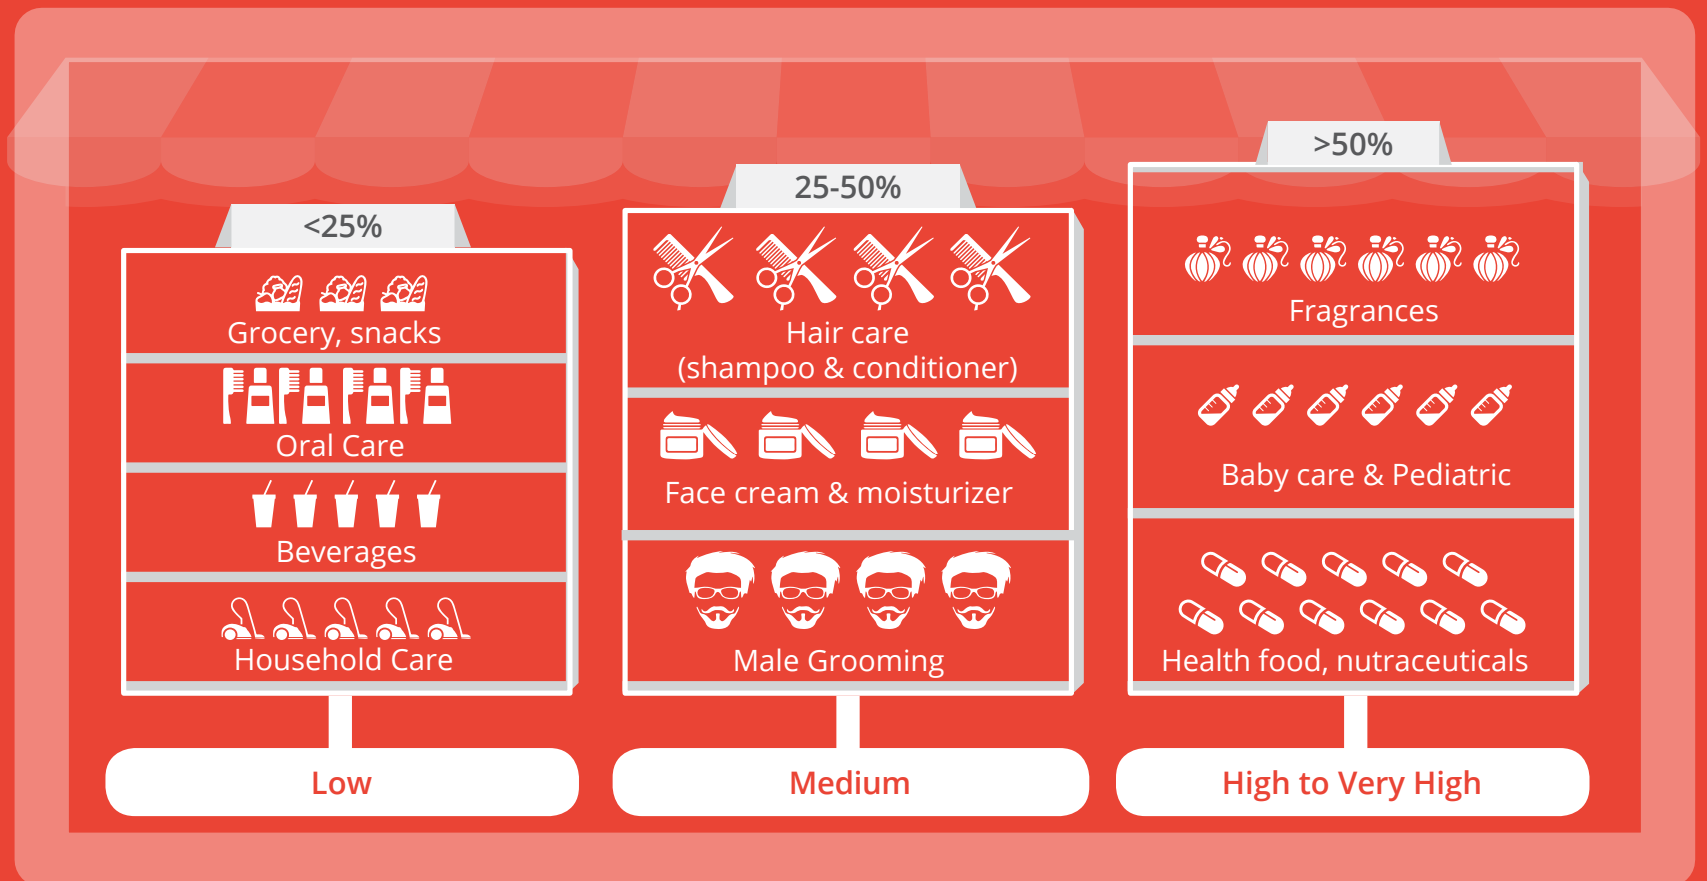 <25%
Grocery, snacks
Oral Care
Beverages
Household Care
Low
25-50%
Hair care
(shampoo & conditioner)
Face cream & moisturizer
Male Grooming
Medium
>50%
Fragrances
Baby care & Pediatric
Health food, nutraceuticals
High to Very High